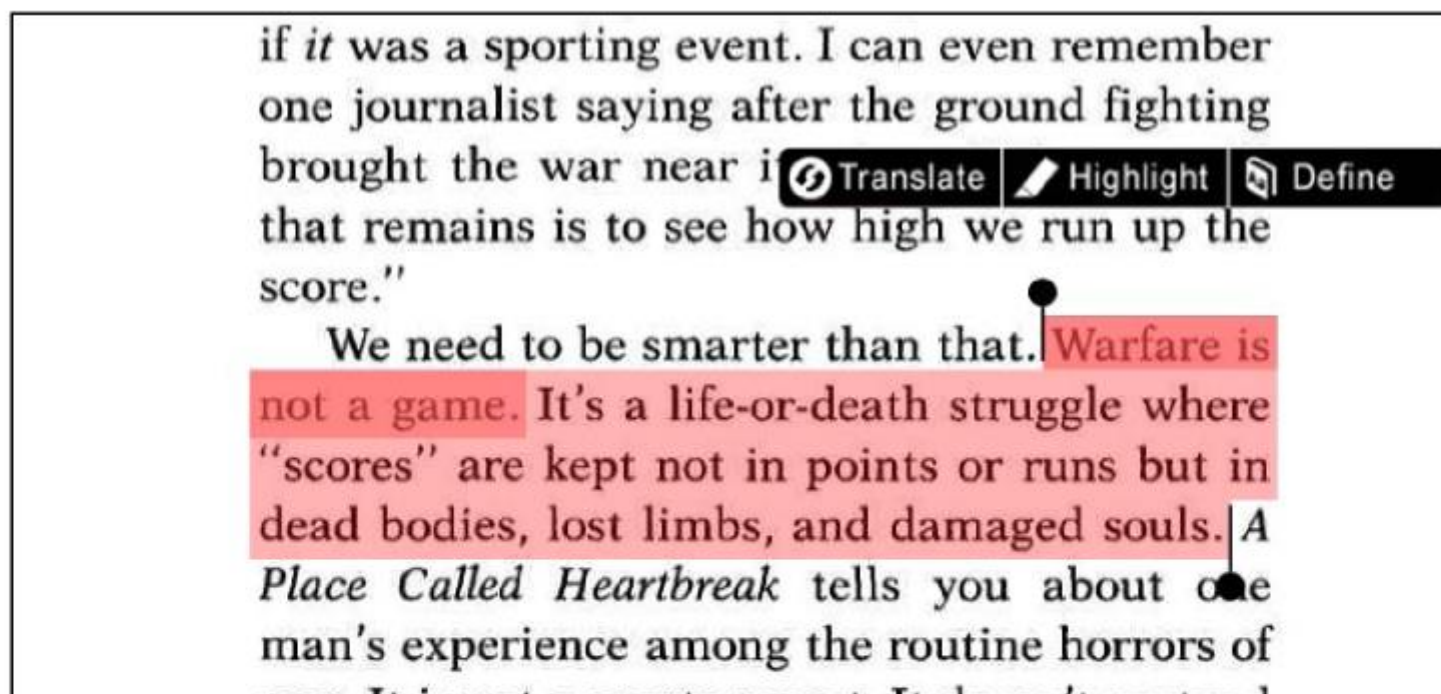 if it was a sporting event. I can even remember
one journalist saying after the ground fighting
brought the war near
Translate Highlight Define
that remains is to see how high we run up the
score."
We need to be smarter than that. Warfare is
not a game. It's a life-or-death struggle where
"scores" are kept not in points or runs but in
dead bodies, lost limbs, and damaged souls. A
Place Called Heartbreak tells you about one
man's experience among the routine horrors of